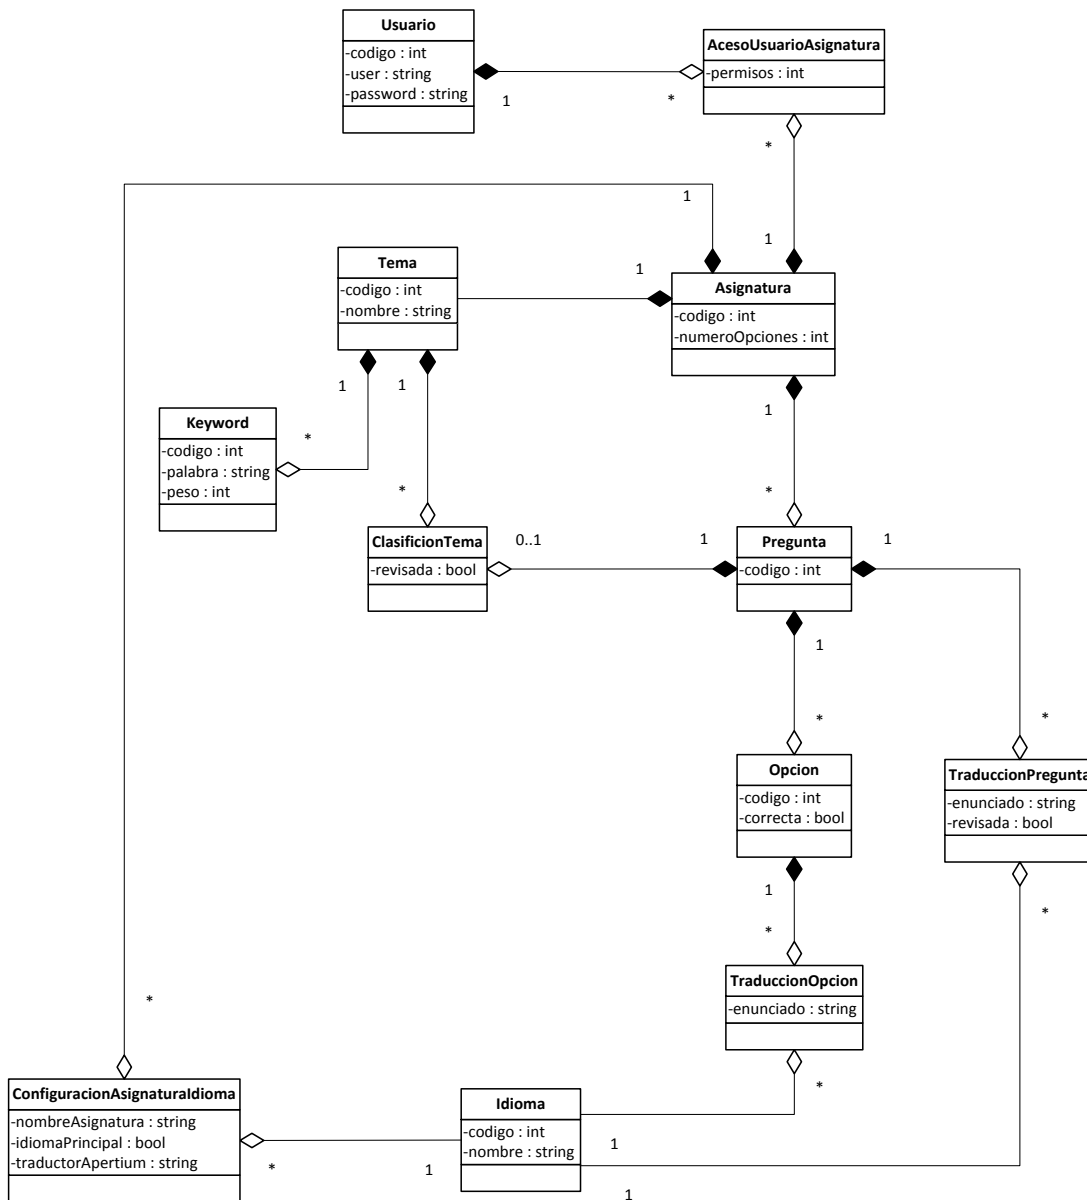 Usuario
-codigo : int
-user : string
-password : string
1
*
AcesoUsuarioAsignatura
-permisos : int
*
1
1
Tema
-codigo : int
-nombre : string
1
Asignatura
-codigo : int
-numeroOpciones : int
1
1
1
Keyword
-codigo : int
-palabra : string
-peso : int
*
*
*
ClasificionTema
-revisada : bool
0..1
1
Pregunta
-codigo : int
1
1
*
*
Opcion
-codigo : int
-correcta : bool
TraduccionPregunta
-enunciado : string
-revisada : bool
1
*
*
TraduccionOpcion
-enunciado : string
*
*
ConfiguracionAsignaturaIdioma
-nombreAsignatura : string
-idiomaPrincipal : bool
-traductorApertium : string
*
1
Idioma
-codigo : int
-nombre : string
1
1